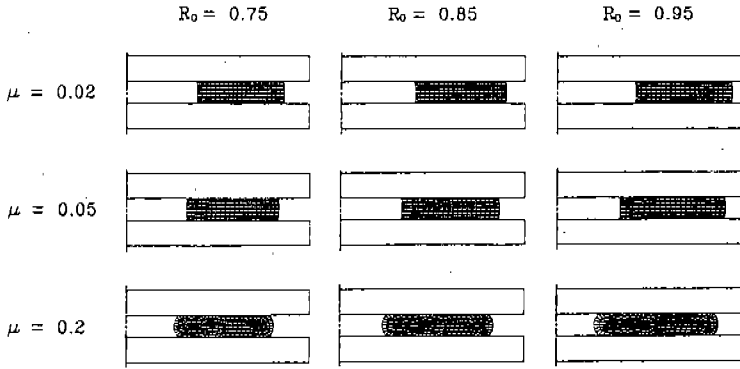 R₀ = 0.75 R₀ = 0.85 R₀ = 0.95
μ = 0.02
μ = 0.05
μ = 0.2